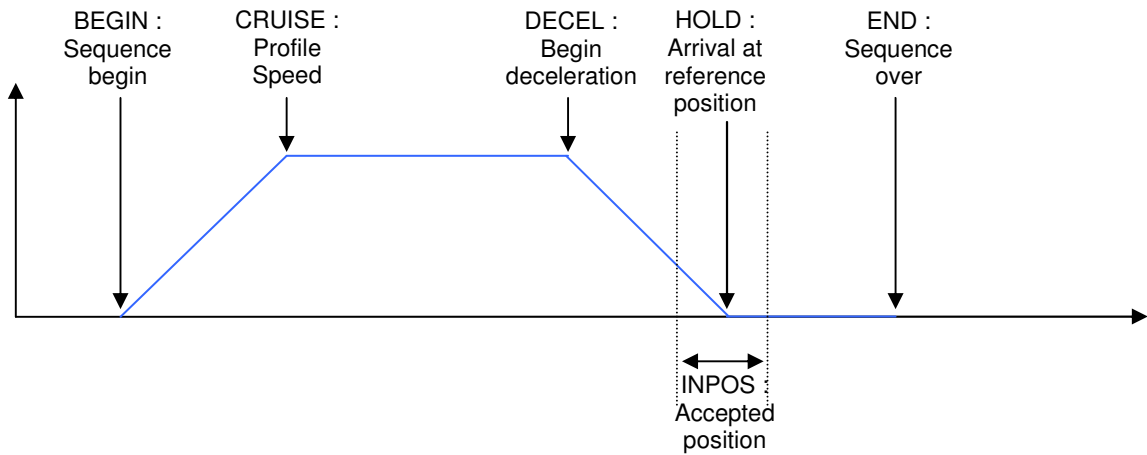 BEGIN :
Sequence
begin
CRUISE :
Profile
Speed
DECEL :
Begin
deceleration
HOLD :
Arrival at
reference
position
END :
Sequence
over
INPOS :
Accepted
position